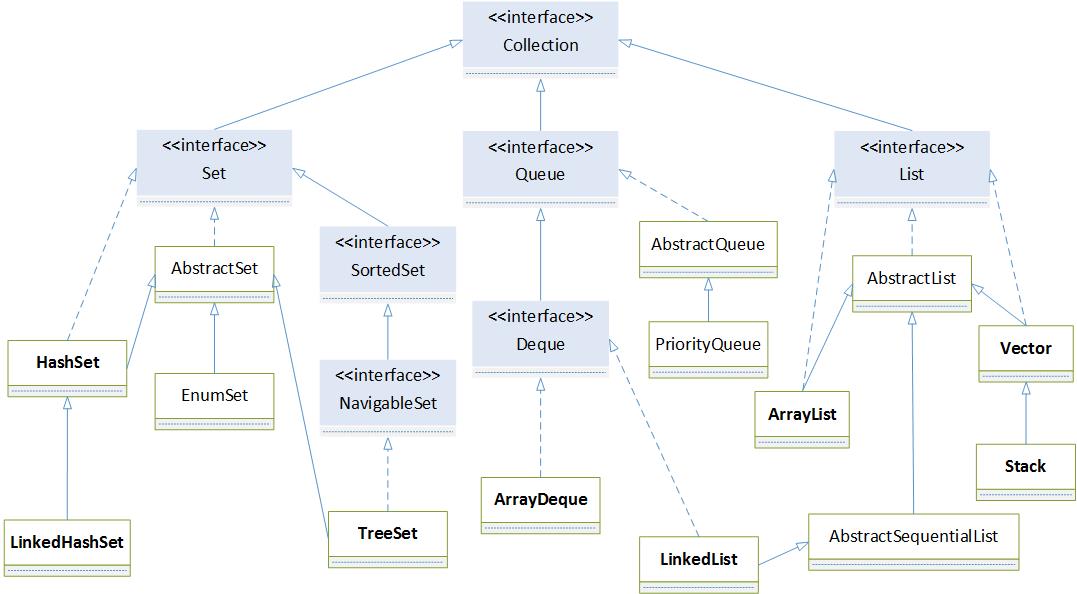 <<interface>>
Collection
<<interface>>
Set
<<interface>>
Queue
<<interface>>
List
<<interface>>
SortedSet
AbstractQueue
AbstractSet
AbstractList
<<interface>>
Deque
HashSet
PriorityQueue
Vector
<<interface>>
NavigableSet
EnumSet
ArrayList
Stack
ArrayDeque
LinkedHashSet
TreeSet
LinkedList
AbstractSequentialList